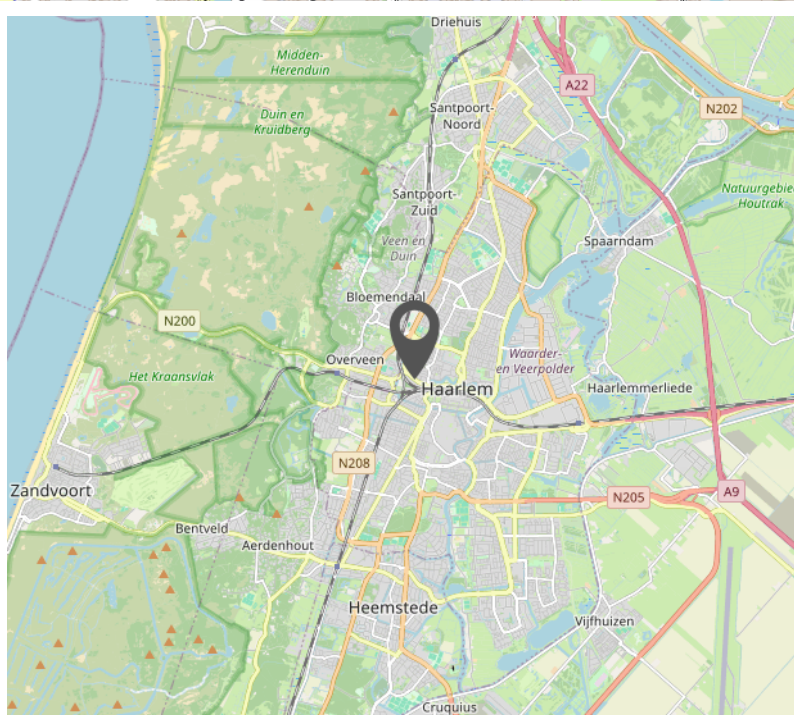 Driehuis
Midden-
Herenduin
A22
N202
Santpoort-
Noord
Duin en
Kruidberg
Natuurgebie
Houtrak
Santpoort-
Zuid
Veen en
Duin
Spaarndam
Bloemendaal
N200
Overveen
Waarder-
en Veerpolder
Het Kraansvlak
Haarlem
Haarlemmerliede
N208
Zandvoort
N205
A9
Bentveld
Aerdenhout
Heemstede
Vijfhuizen
Cruquius